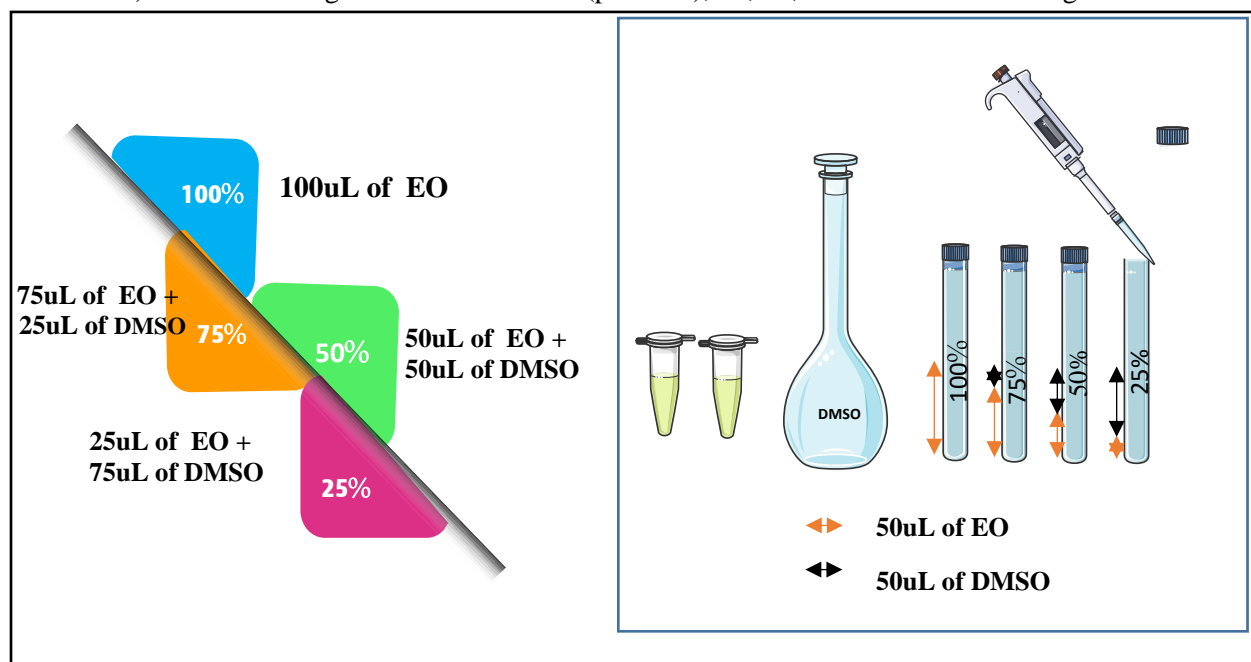 100%
100uL of EO
75uL of EO +
25uL of DMSO
75%
50%
50uL of EO +
50uL of DMSO
25uL of EO +
75uL of DMSO
25%
DMSO
100%
75%
50%
25%
50uL of EO
50uL of DMSO